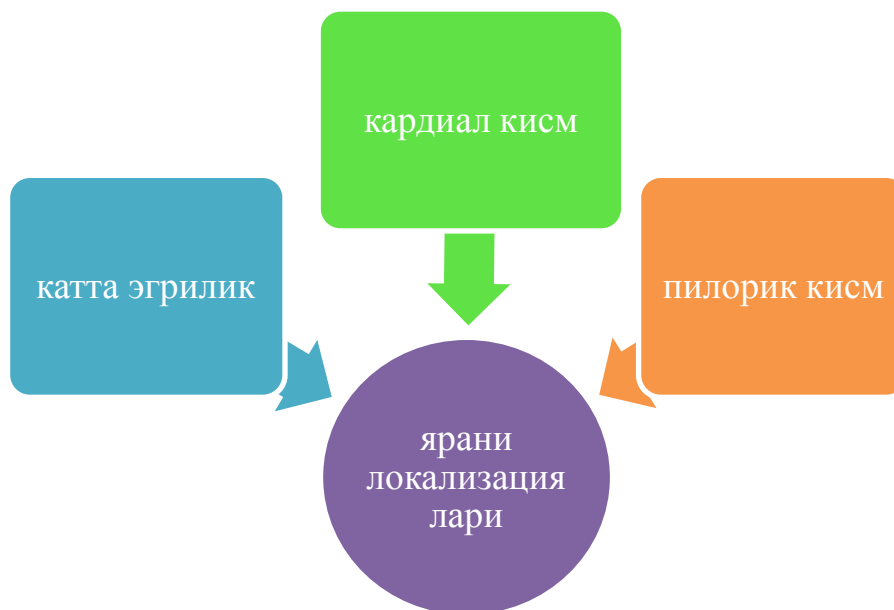 кардиал кисм
катта эгрилик
пилорик кисм
ярани
локализация
лари